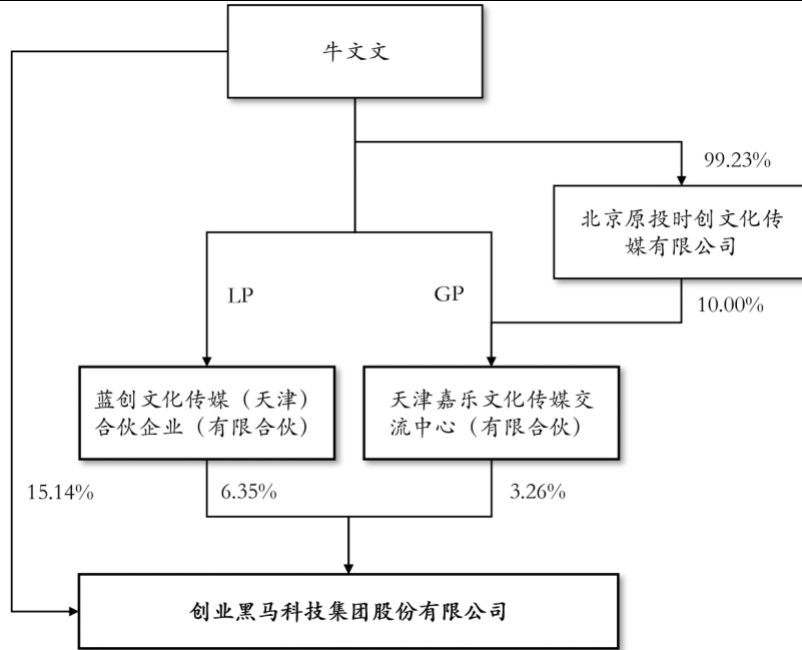 牛文文
99.23%
北京原投时创文化传
媒有限公司
LP
GP
10.00%
蓝创文化传媒（天津）
合伙企业（有限合伙）
天津嘉乐文化传媒交
流中心（有限合伙）
15.14%
6.35%
3.26%
创业黑马科技集团股份有限公司